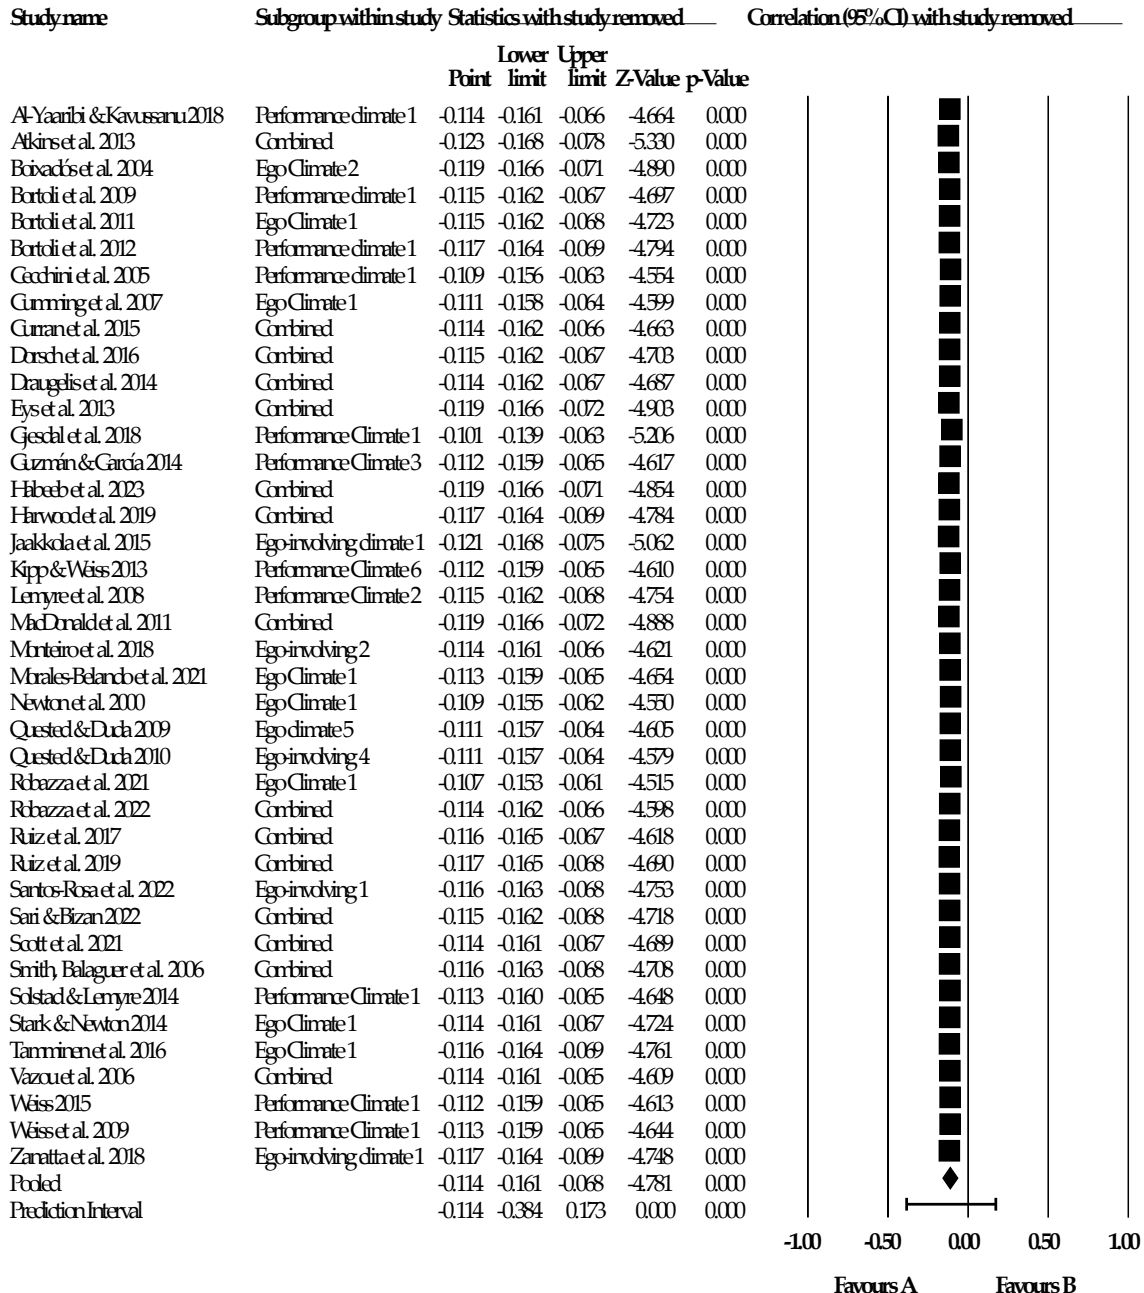 Study name Subgroup within study Statistics with study removed Correlation (95% CI) with study removed
Lower Upper
Point limit limit Z-Value p-Value
Al-Yaaribi & Kavussanu 2018 Performance climate 1 -0.114 -0.161 -0.066 -4.664 0.000
Atkins et al. 2013 Combined -0.123 -0.168 -0.078 -5.330 0.000
Boixadós et al. 2004 Ego Climate 2 -0.119 -0.166 -0.071 -4.890 0.000
Bortoli et al. 2009 Performance climate 1 -0.115 -0.162 -0.067 -4.697 0.000
Bortoli et al. 2011 Ego Climate 1 -0.115 -0.162 -0.068 -4.723 0.000
Bortoli et al. 2012 Performance climate 1 -0.117 -0.164 -0.069 -4.794 0.000
Cecchini et al. 2005 Performance climate 1 -0.109 -0.156 -0.063 -4.554 0.000
Cumming et al. 2007 Ego Climate 1 -0.111 -0.158 -0.064 -4.599 0.000
Curran et al. 2015 Combined -0.114 -0.162 -0.066 -4.663 0.000
Dorsch et al. 2016 Combined -0.115 -0.162 -0.067 -4.703 0.000
Draugelis et al. 2014 Combined -0.114 -0.162 -0.067 -4.687 0.000
Eys et al. 2013 Combined -0.119 -0.166 -0.072 -4.903 0.000
Gjesdal et al. 2018 Performance Climate 1 -0.101 -0.139 -0.063 -5.206 0.000
Guzmán & García 2014 Performance Climate 3 -0.112 -0.159 -0.065 -4.617 0.000
Habeeb et al. 2023 Combined -0.119 -0.166 -0.071 -4.854 0.000
Harwood et al. 2019 Combined -0.117 -0.164 -0.069 -4.784 0.000
Jaakkola et al. 2015 Ego-involving climate 1 -0.121 -0.168 -0.075 -5.062 0.000
Kipp & Weiss 2013 Performance Climate 6 -0.112 -0.159 -0.065 -4.610 0.000
Lemyre et al. 2008 Performance Climate 2 -0.115 -0.162 -0.068 -4.754 0.000
MacDonald et al. 2011 Combined -0.119 -0.166 -0.072 -4.888 0.000
Monteiro et al. 2018 Ego-involving 2 -0.114 -0.161 -0.066 -4.621 0.000
Morales-Belando et al. 2021 Ego Climate 1 -0.113 -0.159 -0.065 -4.654 0.000
Newton et al. 2000 Ego Climate 1 -0.109 -0.155 -0.062 -4.550 0.000
Quested & Duda 2009 Ego climate 5 -0.111 -0.157 -0.064 -4.605 0.000
Quested & Duda 2010 Ego-involving 4 -0.111 -0.157 -0.064 -4.579 0.000
Robazza et al. 2021 Ego Climate 1 -0.107 -0.153 -0.061 -4.515 0.000
Robazza et al. 2022 Combined -0.114 -0.162 -0.066 -4.598 0.000
Ruiz et al. 2017 Combined -0.116 -0.165 -0.067 -4.618 0.000
Ruiz et al. 2019 Combined -0.117 -0.165 -0.068 -4.690 0.000
Santos-Rosa et al. 2022 Ego-involving 1 -0.116 -0.163 -0.068 -4.753 0.000
Sari & Bizan 2022 Combined -0.115 -0.162 -0.068 -4.718 0.000
Scott et al. 2021 Combined -0.114 -0.161 -0.067 -4.689 0.000
Smith, Balaguer et al. 2006 Combined -0.116 -0.163 -0.068 -4.708 0.000
Solstad & Lemyre 2014 Performance Climate 1 -0.113 -0.160 -0.065 -4.648 0.000
Stark & Newton 2014 Ego Climate 1 -0.114 -0.161 -0.067 -4.724 0.000
Tamminen et al. 2016 Ego Climate 1 -0.116 -0.164 -0.069 -4.761 0.000
Vazou et al. 2006 Combined -0.114 -0.161 -0.065 -4.609 0.000
Weiss 2015 Performance Climate 1 -0.112 -0.159 -0.065 -4.613 0.000
Weiss et al. 2009 Performance Climate 1 -0.113 -0.159 -0.065 -4.644 0.000
Zanatta et al. 2018 Ego-involving climate 1 -0.117 -0.164 -0.069 -4.748 0.000
Pooled -0.114 -0.161 -0.068 -4.781 0.000
Prediction Interval -0.114 -0.384 0.173 0.000 0.000
-1.00 -0.50 0.00 0.50 1.00
Favours A Favours B